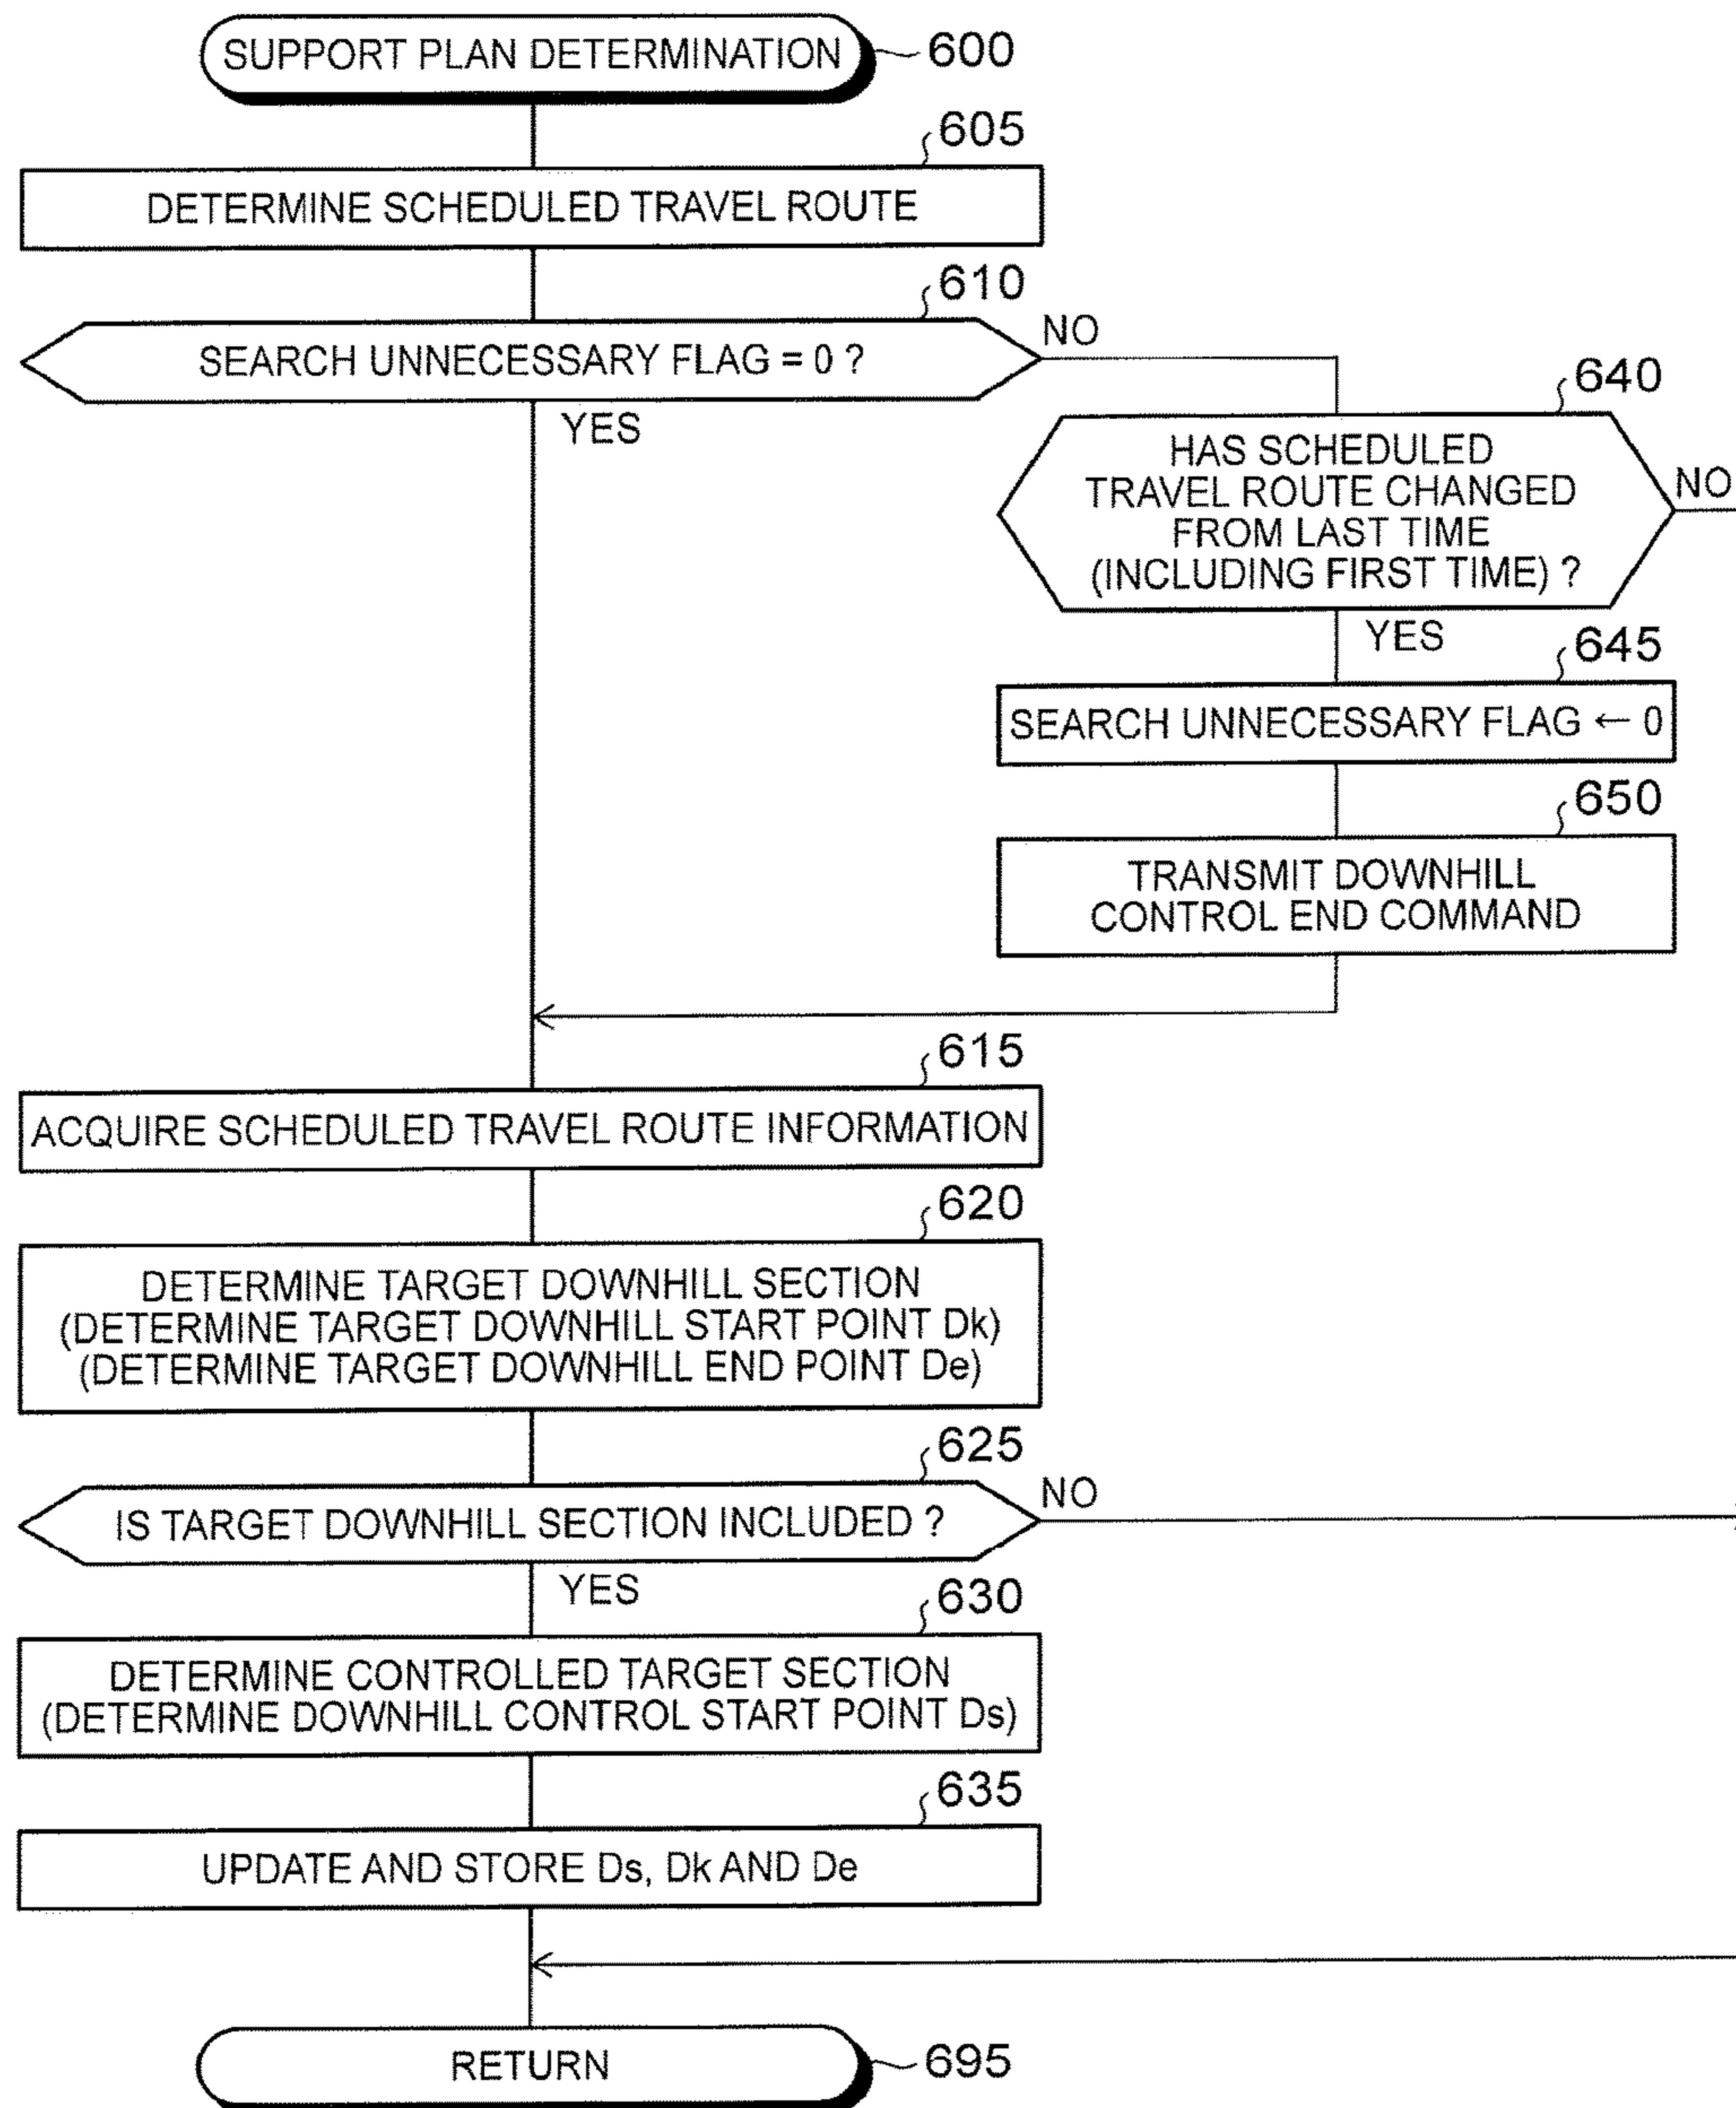 SUPPORT PLAN DETERMINATION
600
605
DETERMINE SCHEDULED TRAVEL ROUTE
610
SEARCH UNNECESSARY FLAG = 0 ?
NO
YES
640
HAS SCHEDULED
TRAVEL ROUTE CHANGED
FROM LAST TIME
(INCLUDING FIRST TIME) ?
NO
YES
645
SEARCH UNNECESSARY FLAG ← 0
650
TRANSMIT DOWNHILL
CONTROL END COMMAND
615
ACQUIRE SCHEDULED TRAVEL ROUTE INFORMATION
620
DETERMINE TARGET DOWNHILL SECTION
(DETERMINE TARGET DOWNHILL START POINT Dk)
(DETERMINE TARGET DOWNHILL END POINT De)
625
IS TARGET DOWNHILL SECTION INCLUDED ?
NO
YES
630
DETERMINE CONTROLLED TARGET SECTION
(DETERMINE DOWNHILL CONTROL START POINT Ds)
635
UPDATE AND STORE Ds, Dk AND De
RETURN
695